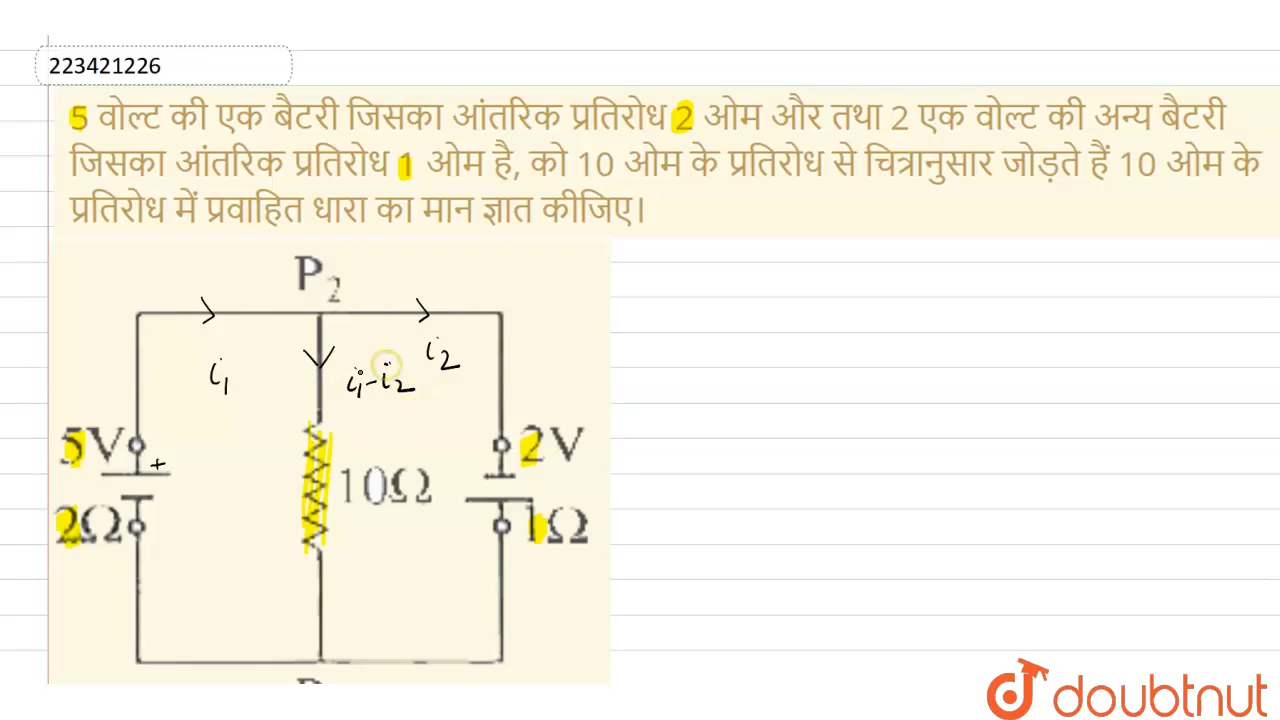 223421226
5 वोल्ट की एक बैटरी जिसका आंतरिक प्रतिरोध 2 ओम और तथा 2 एक वोल्ट की अन्य बैटरी
जिसका आंतरिक प्रतिरोध 1 ओम है, को 10 ओम के प्रतिरोध से चित्रानुसार जोड़ते हैं 10 ओम के
प्रतिरोध में प्रवाहित धारा का मान ज्ञात कीजिए।
P2
i1 i1-i2 i2
5V + 2V
10Ω
2Ω 1Ω
doubtnut